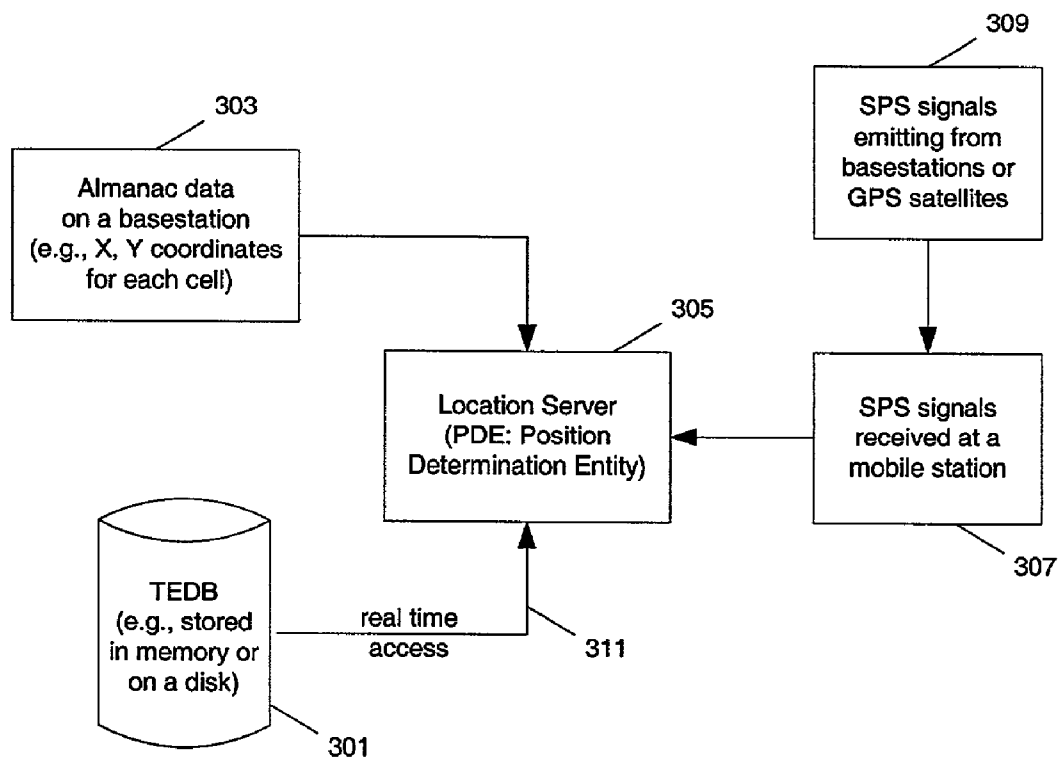 309
SPS signals
emitting from
basestations or
GPS satellites
303
Almanac data
on a basestation
(e.g., X, Y coordinates
for each cell)
305
Location Server
(PDE: Position
Determination Entity)
SPS signals
received at a
mobile station
307
TEDB
(e.g., stored
in memory or
on a disk)
301
real time
access
311